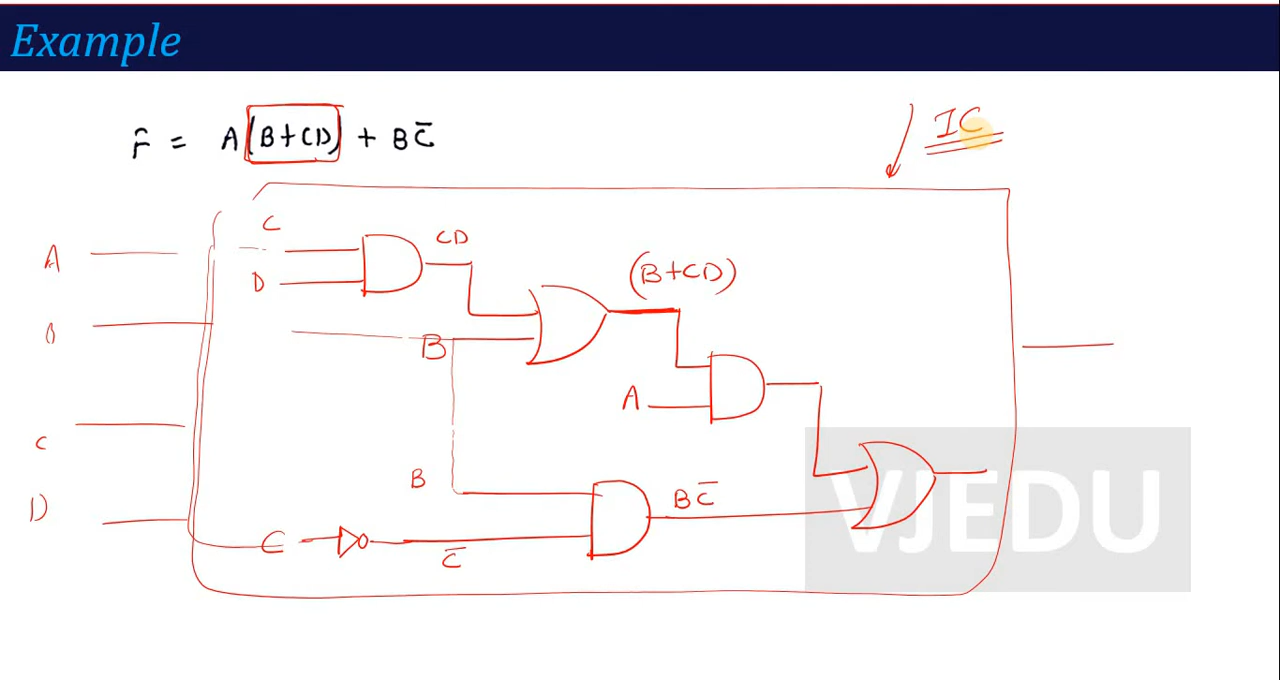 Example
F = A(B+CD) + BC̅
IC
C
CD
A
D
(B+CD)
B
B
A
C
B
BC̅
D
C
C̅
VJEDU